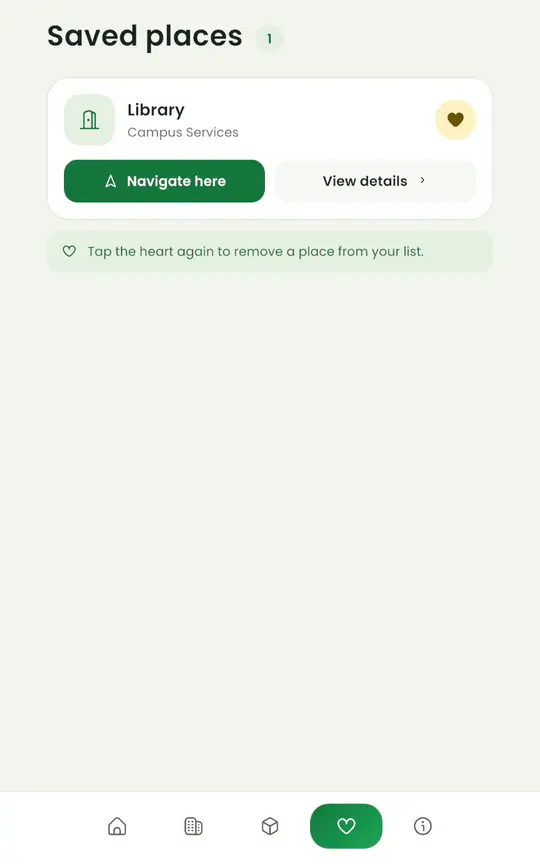 Saved places 1
Library
Campus Services
Navigate here
View details
Tap the heart again to remove a place from your list.